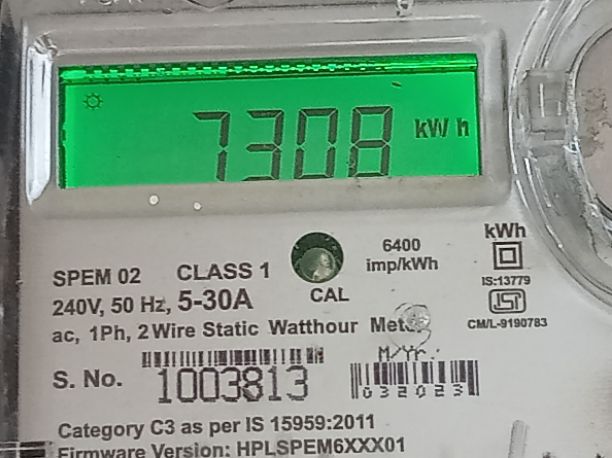 7308 kWh
kWh
6400
imp/kWh
SPEM 02 CLASS 1
CAL
IS:13779
240V, 50 Hz, 5-30A
ISI
CM/L-9190783
ac, 1Ph, 2 Wire Static Watthour
M/Yr.:
S. No. 1003813
032023
Category C3 as per IS 15959:2011
Firmware Version: HPLSPEM6XXX01